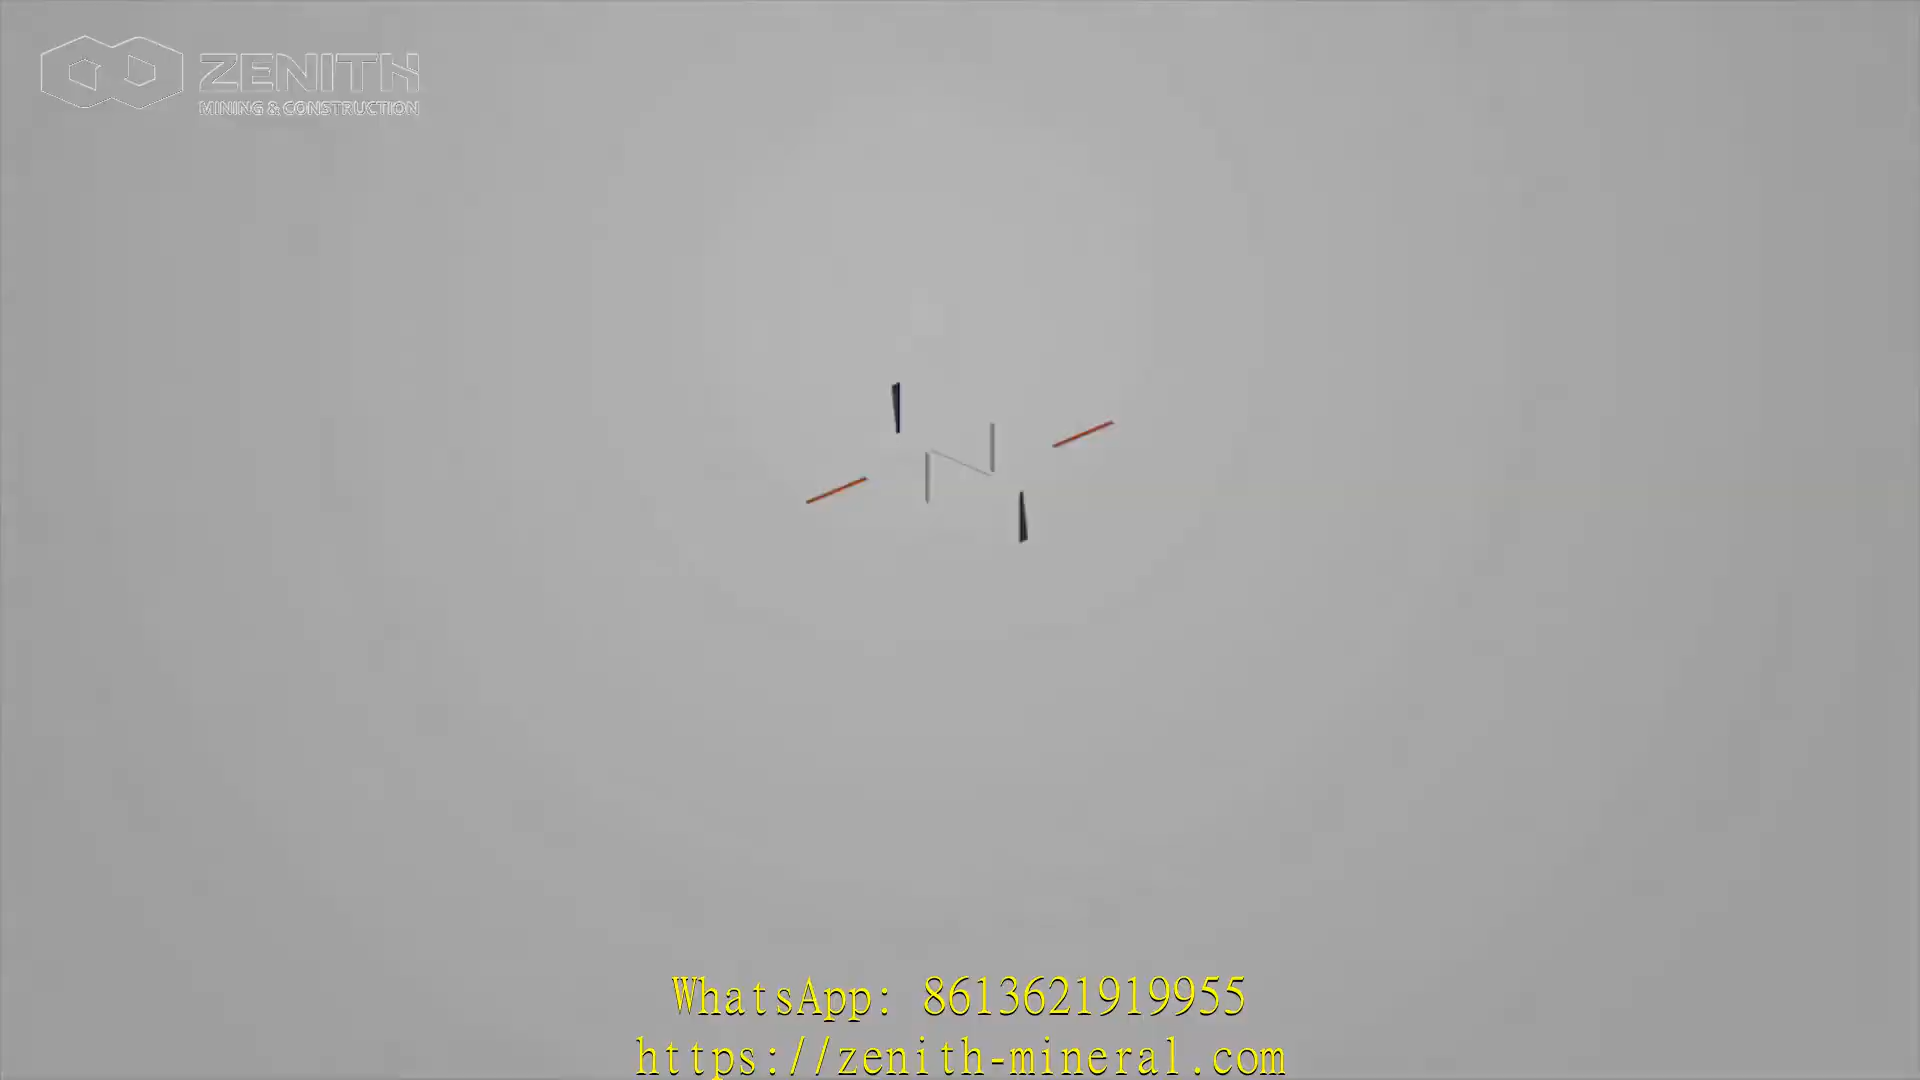 ZENITH
MINING & CONSTRUCTION
WhatsApp: 8613621919955
https://zenith-mineral.com